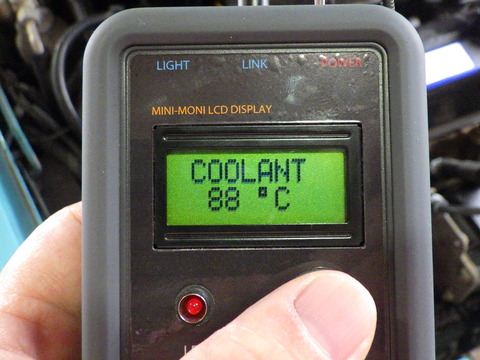 LIGHT LINK POWER
MINI-MONI LCD DISPLAY
COOLANT
88 °C